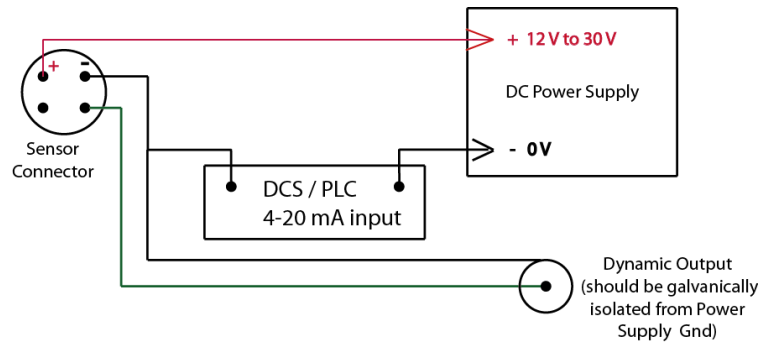 + 12 V to 30 V
+ -
DC Power Supply
Sensor
Connector
- 0 V
DCS / PLC
4-20 mA input
Dynamic Output
(should be galvanically
isolated from Power
Supply Gnd)